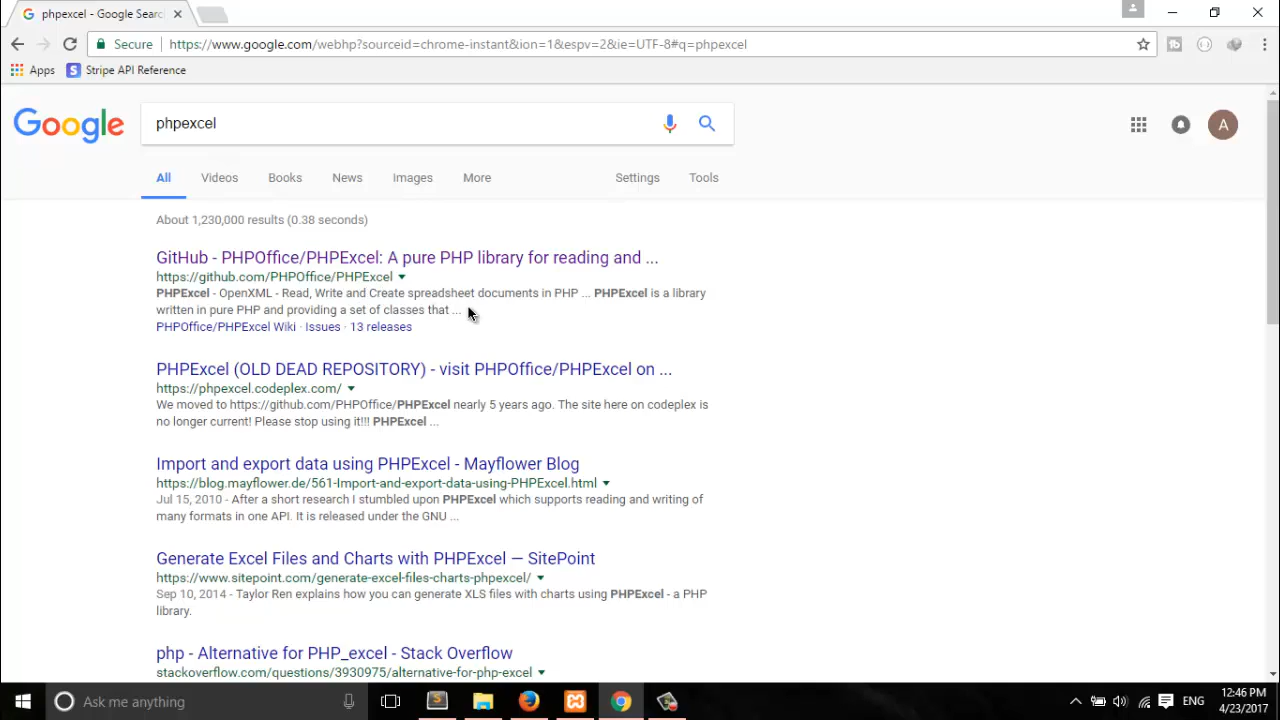 phpexcel - Google Searc
Secure
https://www.google.com/webhp?sourceid=chrome-instant&ion=1&espv=2&ie=UTF-8#q=phpexcel
Apps
S Stripe API Reference
Google
phpexcel
A
All Videos Books News Images More Settings Tools
About 1,230,000 results (0.38 seconds)
GitHub - PHPOffice/PHPExcel: A pure PHP library for reading and ...
https://github.com/PHPOffice/PHPExcel
PHPExcel - OpenXML - Read, Write and Create spreadsheet documents in PHP ... PHPExcel is a library
written in pure PHP and providing a set of classes that ...
PHPOffice/PHPExcel Wiki · Issues · 13 releases
PHPExcel (OLD DEAD REPOSITORY) - visit PHPOffice/PHPExcel on ...
https://phpexcel.codeplex.com/
We moved to https://github.com/PHPOffice/PHPExcel nearly 5 years ago. The site here on codeplex is
no longer current! Please stop using it!!! PHPExcel ...
Import and export data using PHPExcel - Mayflower Blog
https://blog.mayflower.de/561-Import-and-export-data-using-PHPExcel.html
Jul 15, 2010 - After a short research I stumbled upon PHPExcel which supports reading and writing of
many formats in one API. It is released under the GNU ...
Generate Excel Files and Charts with PHPExcel — SitePoint
https://www.sitepoint.com/generate-excel-files-charts-phpexcel/
Sep 10, 2014 - Taylor Ren explains how you can generate XLS files with charts using PHPExcel - a PHP
library.
php - Alternative for PHP_excel - Stack Overflow
stackoverflow.com/questions/3930975/alternative-for-php-excel
Ask me anything
ENG
12:46 PM
4/23/2017